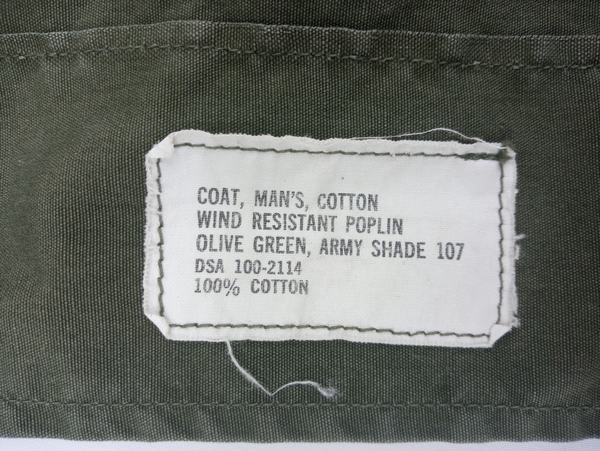 COAT, MAN'S, COTTON
WIND RESISTANT POPLIN
OLIVE GREEN, ARMY SHADE 107
DSA 100-2114
100% COTTON